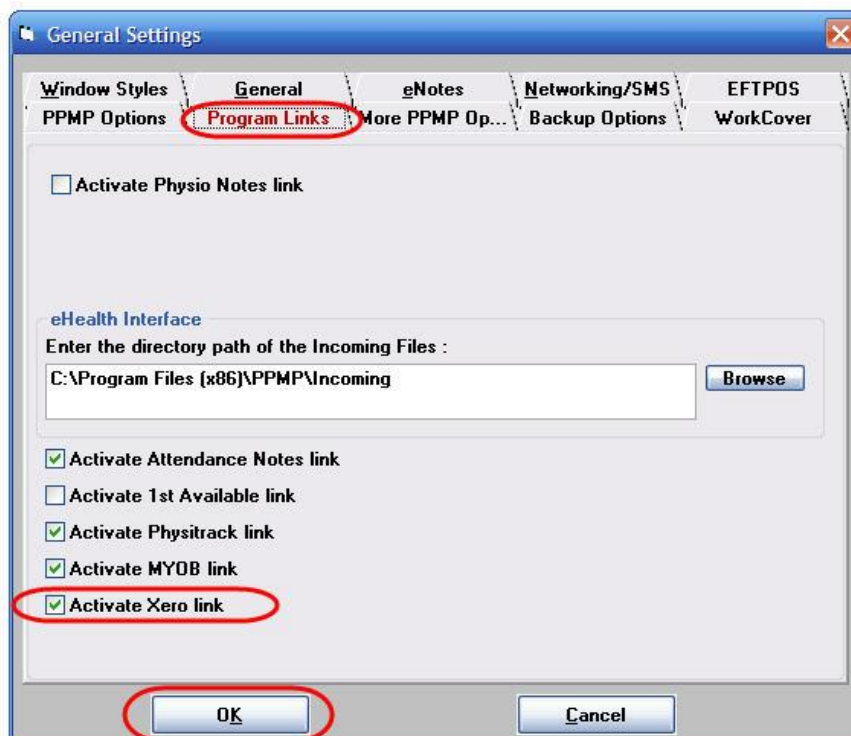 General Settings
Window Styles General eNotes Networking/SMS EFTPOS
PPMP Options Program Links More PPMP Op... Backup Options WorkCover
Activate Physio Notes link
eHealth Interface
Enter the directory path of the Incoming Files :
C:\Program Files (x86)\PPMP\Incoming
Browse
Activate Attendance Notes link
Activate 1st Available link
Activate Physitrack link
Activate MYOB link
Activate Xero link
OK Cancel